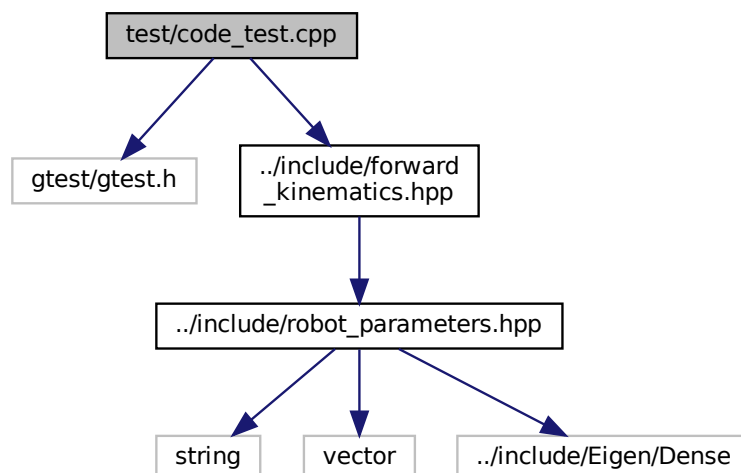 test/code_test.cpp
gtest/gtest.h
../include/forward
_kinematics.hpp
../include/robot_parameters.hpp
string
vector
../include/Eigen/Dense